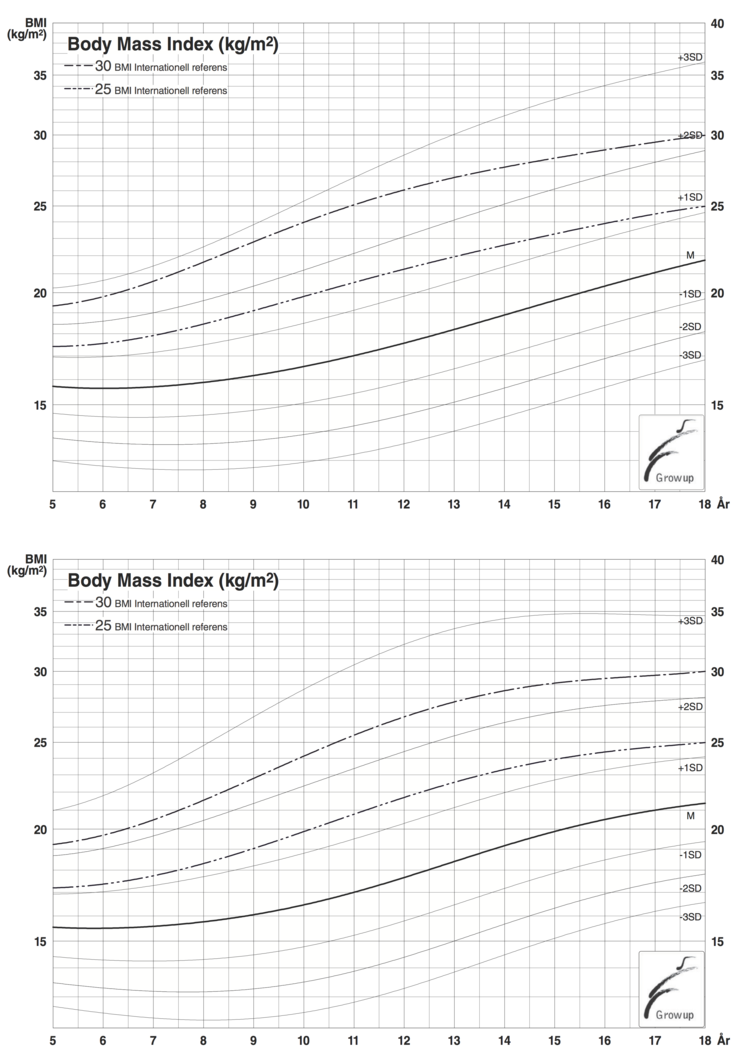 BMI
(kg/m²)
Body Mass Index (kg/m²)
30 BMI Internationell referens
25 BMI Internationell referens
40
35
35
30
30
25
25
20
20
15
15
+3SD
+2SD
+1SD
M
-1SD
-2SD
-3SD
Growup
5 6 7 8 9 10 11 12 13 14 15 16 17 18 År
BMI
(kg/m²)
Body Mass Index (kg/m²)
30 BMI Internationell referens
25 BMI Internationell referens
40
35
35
30
30
25
25
20
20
15
15
+3SD
+2SD
+1SD
M
-1SD
-2SD
-3SD
Growup
5 6 7 8 9 10 11 12 13 14 15 16 17 18 År